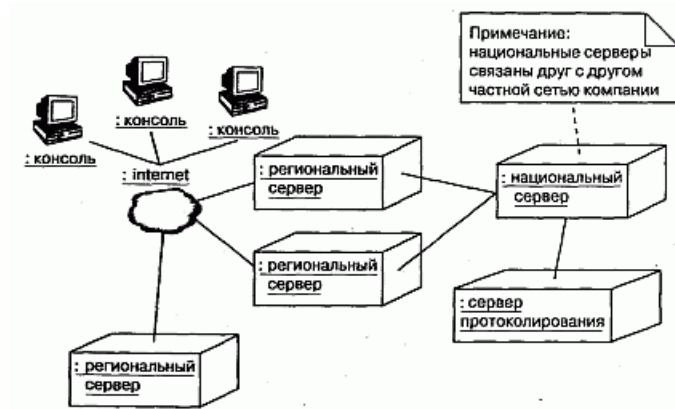 Примечание:
национальные серверы
связаны друг с другом
частной сетью компании
: консоль
: консоль
: консоль
: internet
: региональный
сервер
: национальный
сервер
: региональный
сервер
: сервер
протоколирования
: региональный
сервер